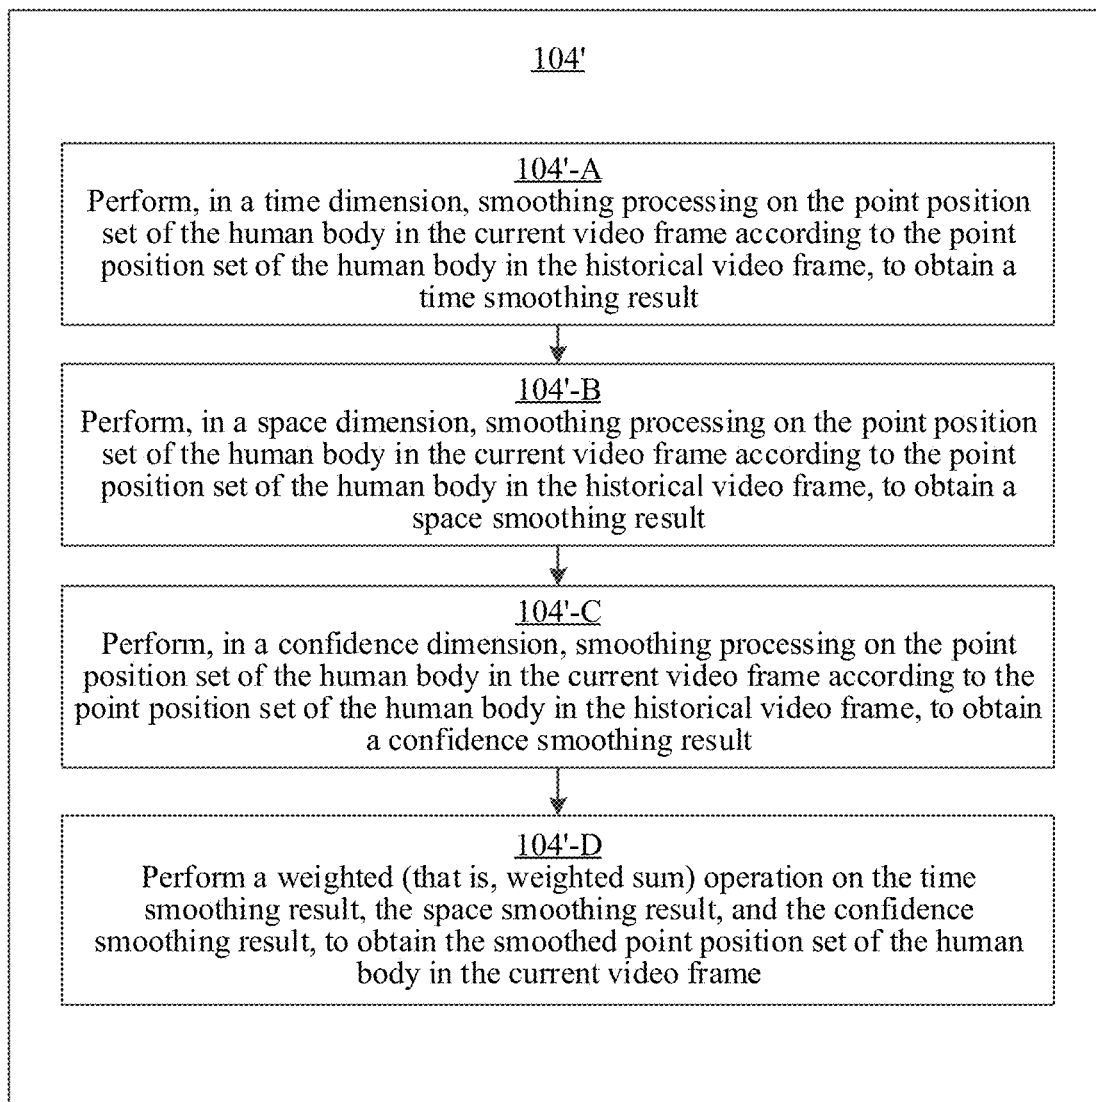 104'
104'-A
Perform, in a time dimension, smoothing processing on the point position
set of the human body in the current video frame according to the point
position set of the human body in the historical video frame, to obtain a
time smoothing result
104'-B
Perform, in a space dimension, smoothing processing on the point position
set of the human body in the current video frame according to the point
position set of the human body in the historical video frame, to obtain a
space smoothing result
104'-C
Perform, in a confidence dimension, smoothing processing on the point
position set of the human body in the current video frame according to the
point position set of the human body in the historical video frame, to obtain
a confidence smoothing result
104'-D
Perform a weighted (that is, weighted sum) operation on the time
smoothing result, the space smoothing result, and the confidence
smoothing result, to obtain the smoothed point position set of the human
body in the current video frame